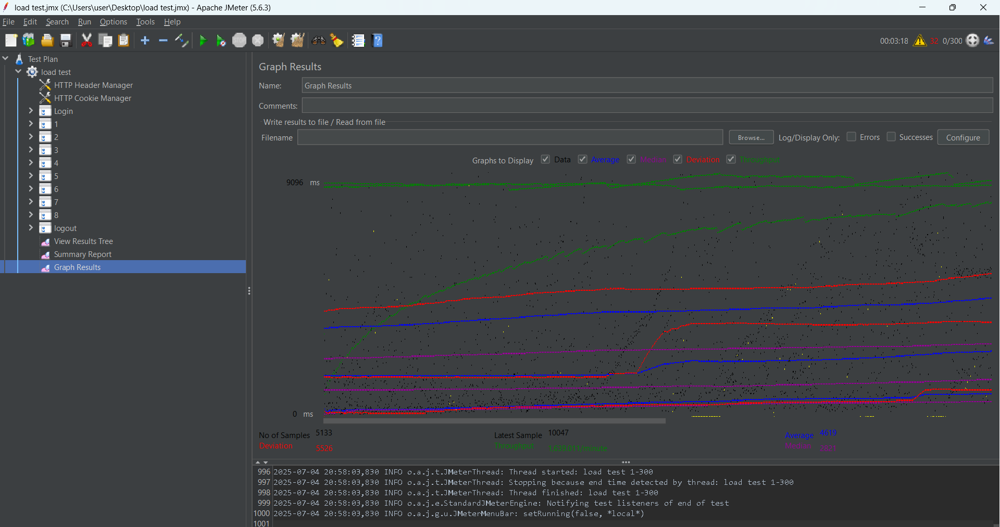 load test.jmx (C:\Users\user\Desktop\load test.jmx) - Apache JMeter (5.6.3)
File Edit Search Run Options Tools Help
STOP
00:03:18 32 0/300
Test Plan
load test
HTTP Header Manager
HTTP Cookie Manager
Login
1
2
3
4
5
6
7
8
logout
View Results Tree
Summary Report
Graph Results
Graph Results
Name: Graph Results
Comments:
Write results to file / Read from file
Filename Browse... Log/Display Only: Errors Successes Configure
Graphs to Display Data Average Median Deviation Throughput
9096 ms
0 ms
No of Samples 5133 Latest Sample 10047 Average 4619
Deviation 5526 Throughput 1,639.011/minute Median 2821
996 2025-07-04 20:58:03,830 INFO o.a.j.t.JMeterThread: Thread started: load test 1-300
997 2025-07-04 20:58:03,830 INFO o.a.j.t.JMeterThread: Stopping because end time detected by thread: load test 1-300
998 2025-07-04 20:58:03,830 INFO o.a.j.t.JMeterThread: Thread finished: load test 1-300
999 2025-07-04 20:58:03,830 INFO o.a.j.e.StandardJMeterEngine: Notifying test listeners of end of test
1000 2025-07-04 20:58:03,830 INFO o.a.j.g.u.JMeterMenuBar: setRunning(false, *local*)
1001